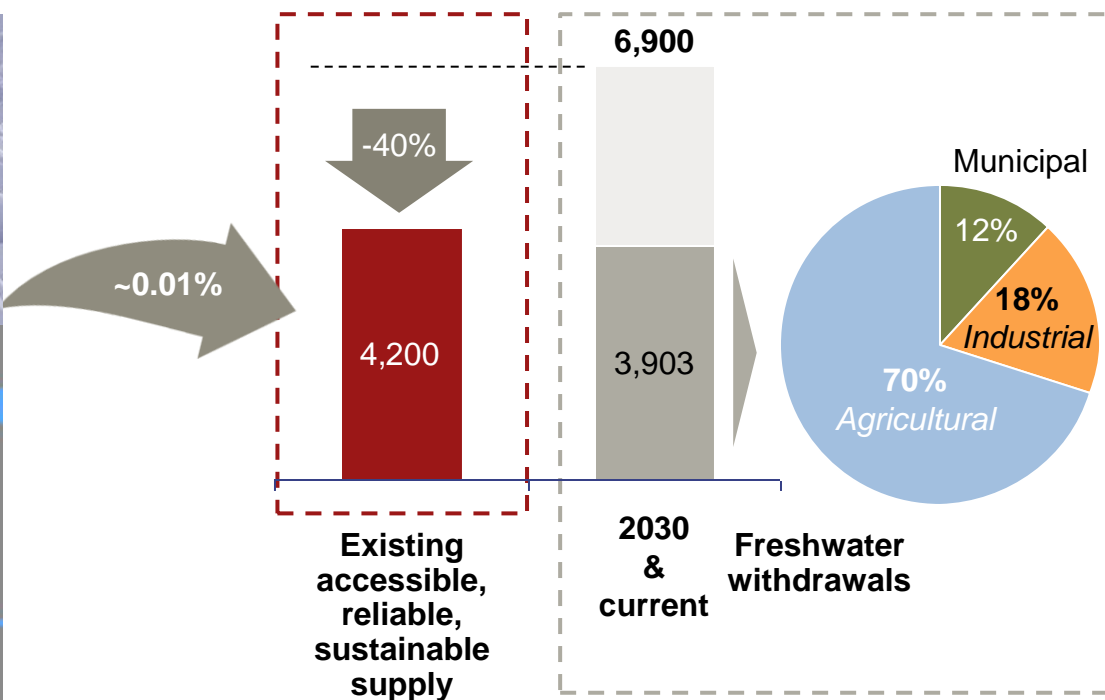 6,900
-40%
Municipal
12%
~0.01%
18%
Industrial
4,200
3,903
70%
Agricultural
Existing
accessible,
reliable,
sustainable
supply
2030
&
current
Freshwater
withdrawals